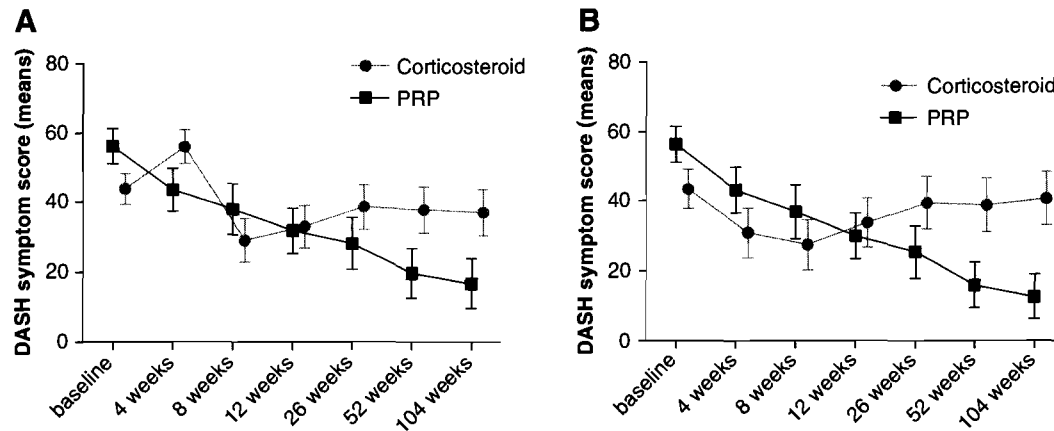 A
DASH symptom score (means)
80
60
40
20
0
Corticosteroid
PRP
baseline
4 weeks
8 weeks
12 weeks
26 weeks
52 weeks
104 weeks
B
DASH symptom score (means)
80
60
40
20
0
Corticosteroid
PRP
baseline
4 weeks
8 weeks
12 weeks
26 weeks
52 weeks
104 weeks